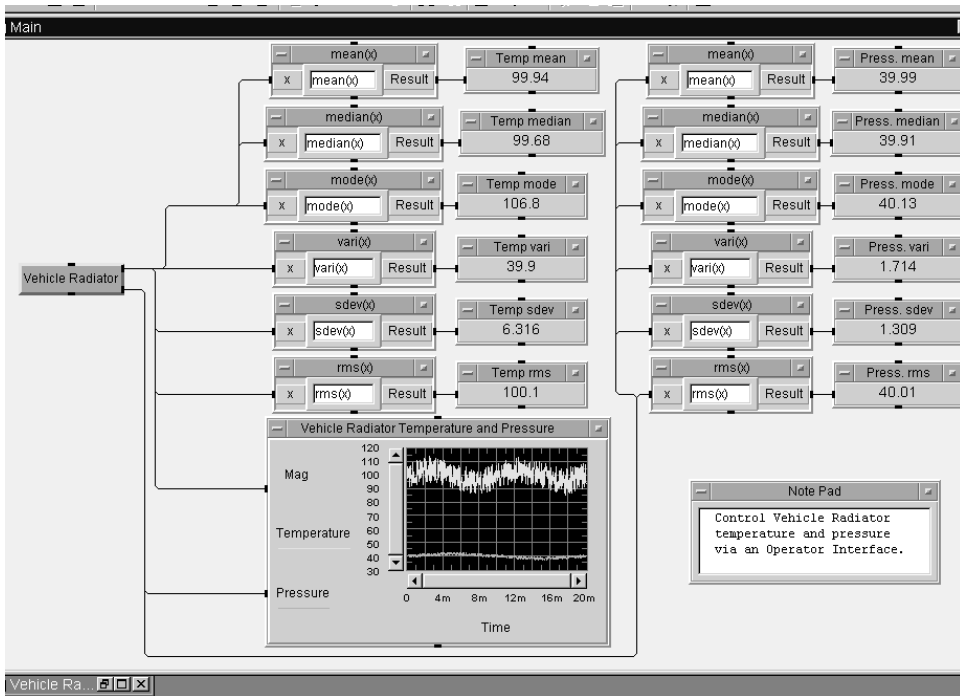 Main
mean(x)
x mean(x) Result
Temp mean
99.94
mean(x)
x mean(x) Result
Press. mean
39.99
median(x)
x median(x) Result
Temp median
99.68
median(x)
x median(x) Result
Press. median
39.91
mode(x)
x mode(x) Result
Temp mode
106.8
mode(x)
x mode(x) Result
Press. mode
40.13
vari(x)
x vari(x) Result
Temp vari
39.9
vari(x)
x vari(x) Result
Press. vari
1.714
Vehicle Radiator
sdev(x)
x sdev(x) Result
Temp sdev
6.316
sdev(x)
x sdev(x) Result
Press. sdev
1.309
rms(x)
x rms(x) Result
Temp rms
100.1
rms(x)
x rms(x) Result
Press. rms
40.01
Vehicle Radiator Temperature and Pressure
Mag
Temperature
Pressure
120
110
100
90
80
70
60
50
40
30
0 4m 8m 12m 16m 20m
Time
Note Pad
Control Vehicle Radiator
temperature and pressure
via an Operator Interface.
Vehicle Ra...